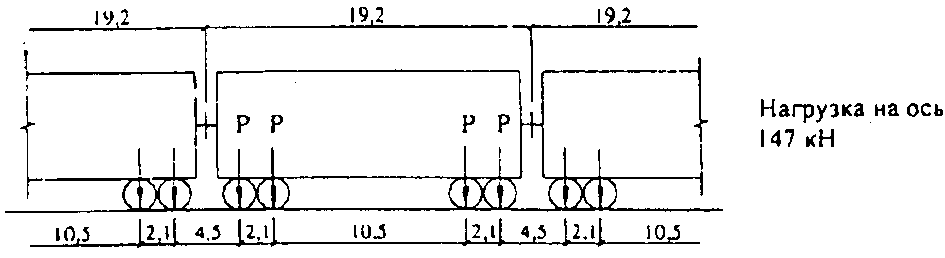 19,2 19,2 19,2
P P P P
Нагрузка на ось
147 кН
10,5 2,1 4,5 2,1 10.5 2,1 4,5 2,1 10,5